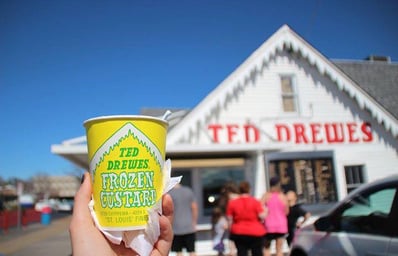 TED DREWES
TED
DREWES
FROZEN
CUSTARD
ST. LOUIS